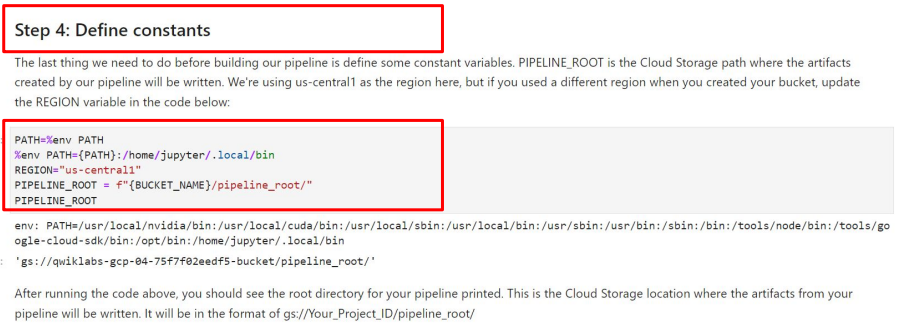 Step 4: Define constants
The last thing we need to do before building our pipeline is define some constant variables. PIPELINE_ROOT is the Cloud Storage path where the artifacts
created by our pipeline will be written. We're using us-central1 as the region here, but if you used a different region when you created your bucket, update
the REGION variable in the code below:
PATH=%env PATH
%env PATH={PATH}:/home/jupyter/.local/bin
REGION="us-central1"
PIPELINE_ROOT = f"{BUCKET_NAME}/pipeline_root/"
PIPELINE_ROOT
env: PATH=/usr/local/nvidia/bin:/usr/local/cuda/bin:/usr/local/sbin:/usr/local/bin:/usr/sbin:/usr/bin:/sbin:/bin:/tools/node/bin:/tools/go
ogle-cloud-sdk/bin:/opt/bin:/home/jupyter/.local/bin
'gs://qwiklabs-gcp-04-75f7f02eedf5-bucket/pipeline_root/'
After running the code above, you should see the root directory for your pipeline printed. This is the Cloud Storage location where the artifacts from your
pipeline will be written. It will be in the format of gs://Your_Project_ID/pipeline_root/